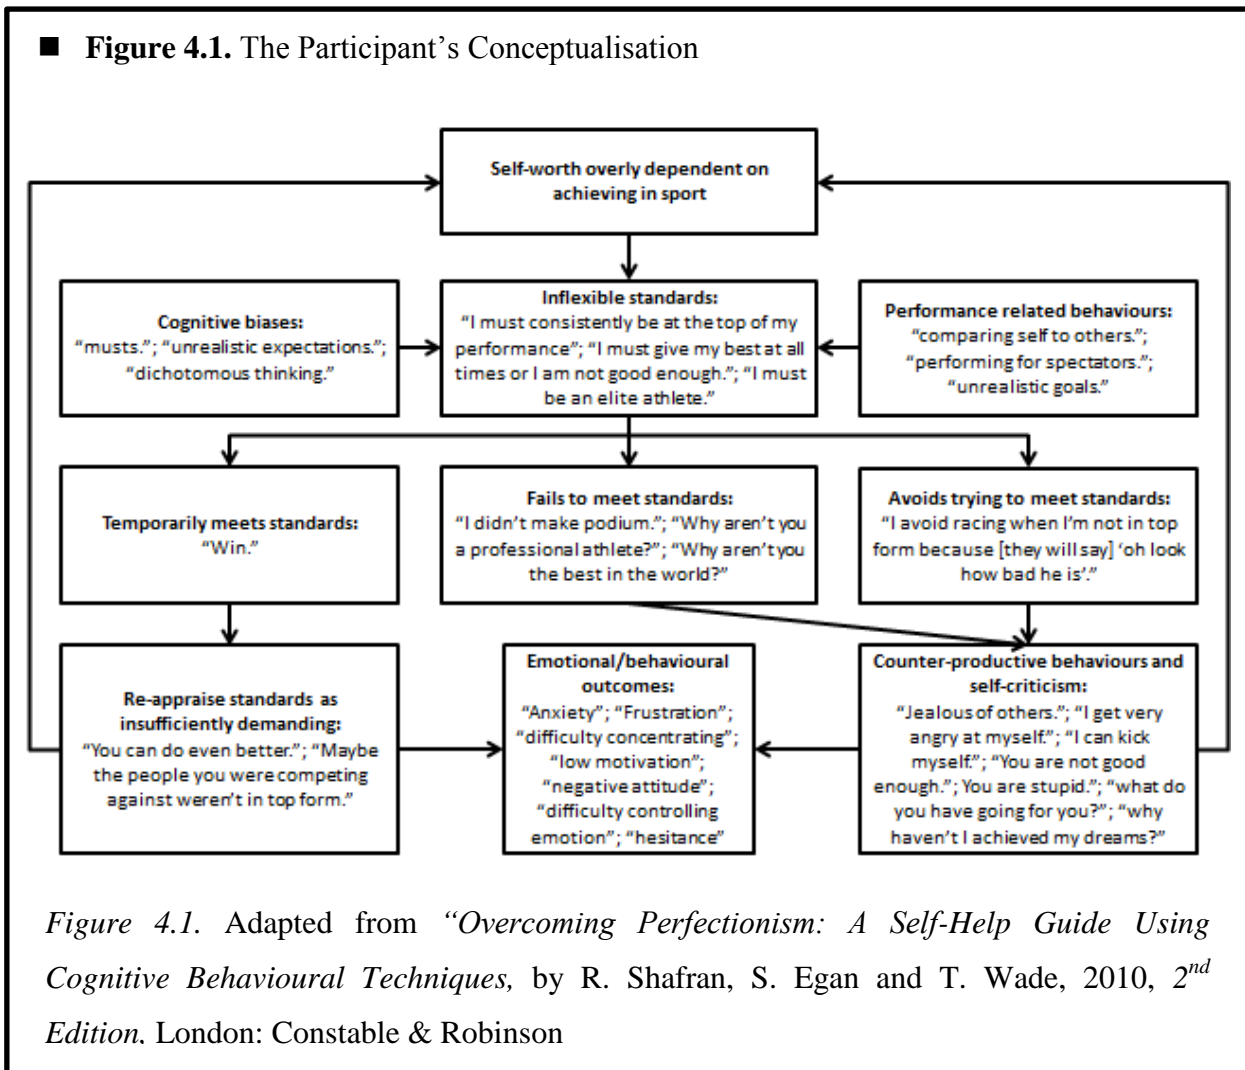 ■ Figure 4.1. The Participant’s Conceptualisation
Self-worth overly dependent on
achieving in sport
Cognitive biases:
“musts.”; “unrealistic expectations.”;
“dichotomous thinking.”
Inflexible standards:
“I must consistently be at the top of my
performance”; “I must give my best at all
times or I am not good enough.”; “I must
be an elite athlete.”
Performance related behaviours:
“comparing self to others.”;
“performing for spectators.”;
“unrealistic goals.”
Temporarily meets standards:
“Win.”
Fails to meet standards:
“I didn’t make podium.”; “Why aren’t you
a professional athlete?”; “Why aren’t you
the best in the world?”
Avoids trying to meet standards:
“I avoid racing when I’m not in top
form because [they will say] ‘oh look
how bad he is’.”
Re-appraise standards as
insufficiently demanding:
“You can do even better.”; “Maybe
the people you were competing
against weren’t in top form.”
Emotional/behavioural
outcomes:
“Anxiety”; “Frustration”;
“difficulty concentrating”;
“low motivation”;
“negative attitude”;
“difficulty controlling
emotion”; “hesitance”
Counter-productive behaviours and
self-criticism:
“Jealous of others.”; “I get very
angry at myself.”; “I can kick
myself.”; “You are not good
enough.”; You are stupid.”; “what do
you have going for you?”; “why
haven’t I achieved my dreams?”
Figure 4.1. Adapted from “Overcoming Perfectionism: A Self-Help Guide Using
Cognitive Behavioural Techniques, by R. Shafran, S. Egan and T. Wade, 2010, 2nd
Edition, London: Constable & Robinson